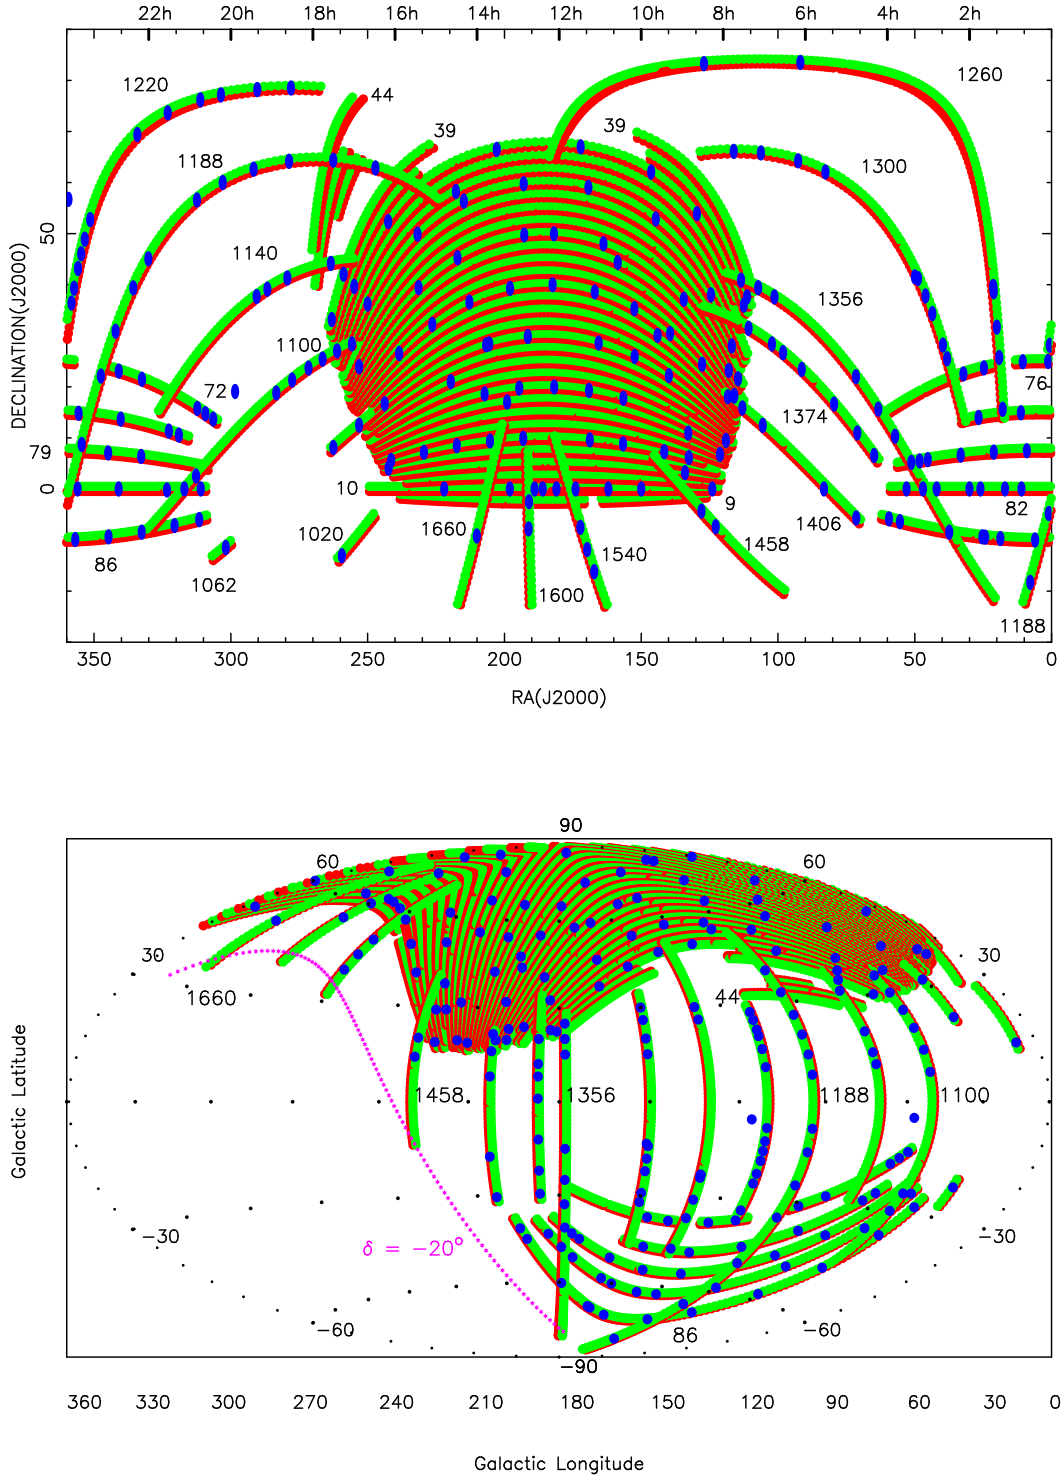 22h 20h 18h 16h 14h 12h 10h 8h 6h 4h 2h
1220 44 1260
39 39
1188 1300
50
1140
1356
1100
72 76
1374
79
0 10 9 82
1660 1406
1020 1458
86 1540
1062
1600
1188
DECLINATION(J2000)
350 300 250 200 150 100 50 0
RA(J2000)
90
60 60
30 30
1660 44
1458 1356 1188 1100
Galactic Latitude
−30 −30
δ = −20°
−60 86 −60
−90
360 330 300 270 240 210 180 150 120 90 60 30 0
Galactic Longitude